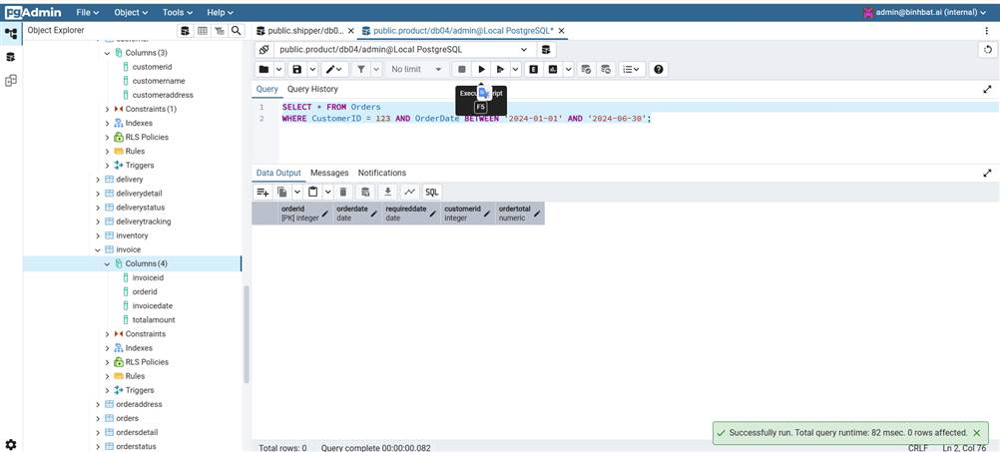 pgAdmin File Object Tools Help admin@binhbat.ai (internal)
Object Explorer
public.shipper/db0... public.product/db04/admin@Local PostgreSQL*
public.product/db04/admin@Local PostgreSQL
No limit
Query Query History
Execute script
F5
1 SELECT * FROM Orders
2 WHERE CustomerID = 123 AND OrderDate BETWEEN '2024-01-01' AND '2024-06-30';
Data Output Messages Notifications
SQL
orderid
[PK] integer
orderdate
date
requireddate
date
customerid
integer
ordertotal
numeric
customer
Columns (3)
customerid
customername
customeraddress
Constraints (1)
Indexes
RLS Policies
Rules
Triggers
delivery
deliverydetail
deliverystatus
deliverytracking
inventory
invoice
Columns (4)
invoiceid
orderid
invoicedate
totalamount
Constraints
Indexes
RLS Policies
Rules
Triggers
orderaddress
orders
ordersdetail
orderstatus
Successfully run. Total query runtime: 82 msec. 0 rows affected.
Total rows: 0 Query complete 00:00:00.082 CRLF Ln 2, Col 76